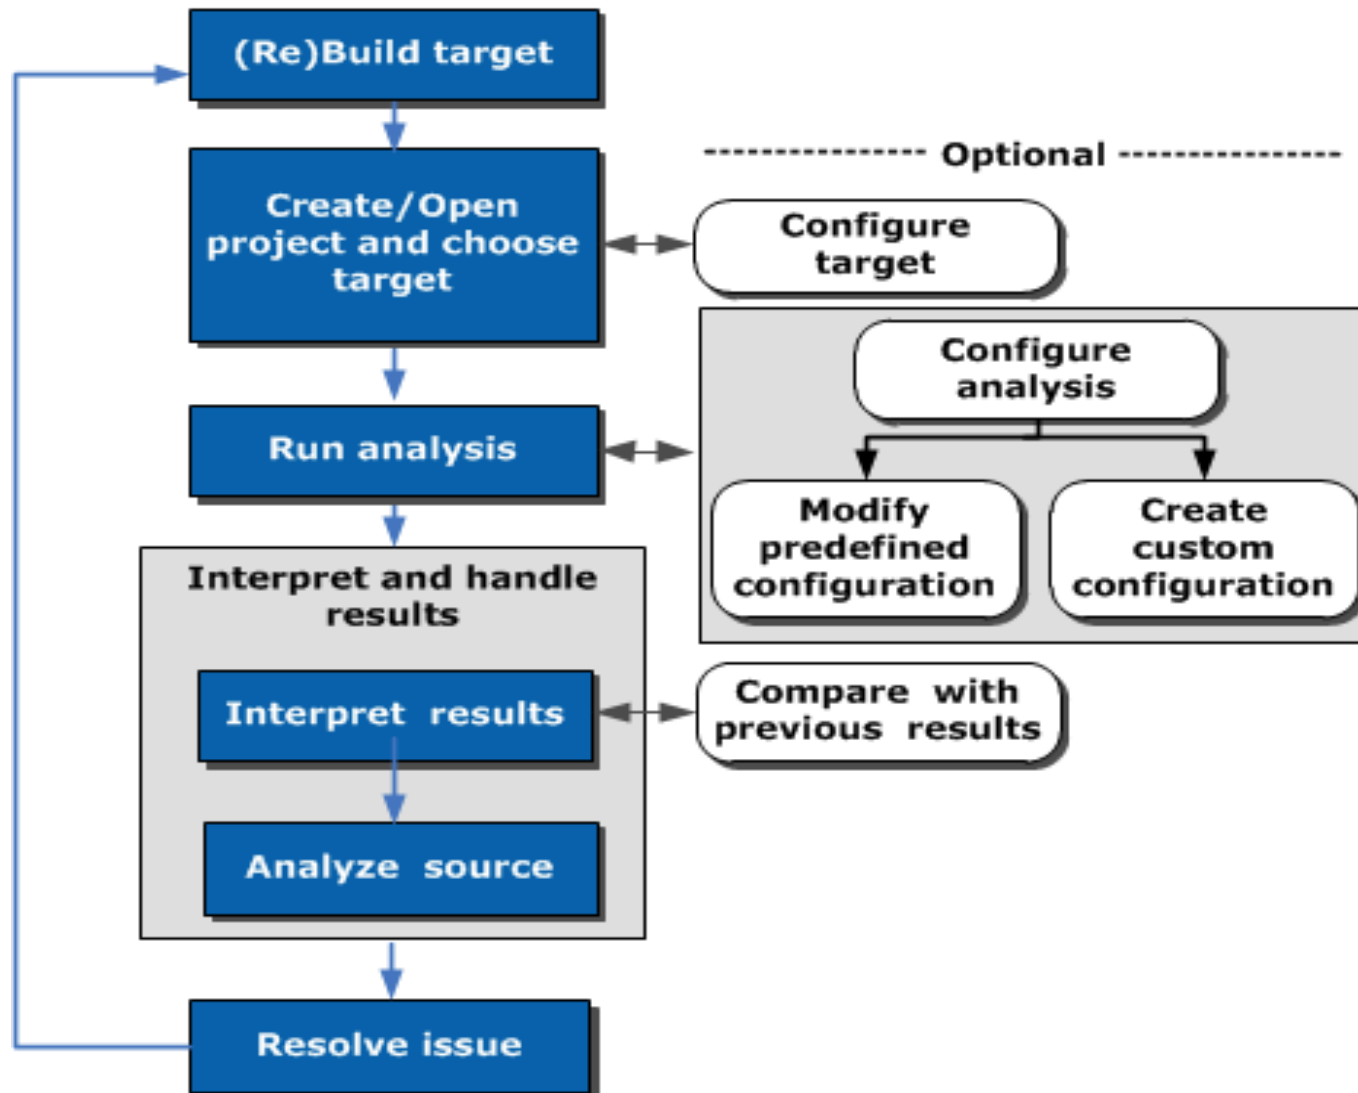 (Re)Build target
Create/Open
project and choose
target
Optional
Configure
target
Configure
analysis
Run analysis
Modify
predefined
configuration
Create
custom
configuration
Interpret and handle
results
Interpret results
Compare with
previous results
Analyze source
Resolve issue